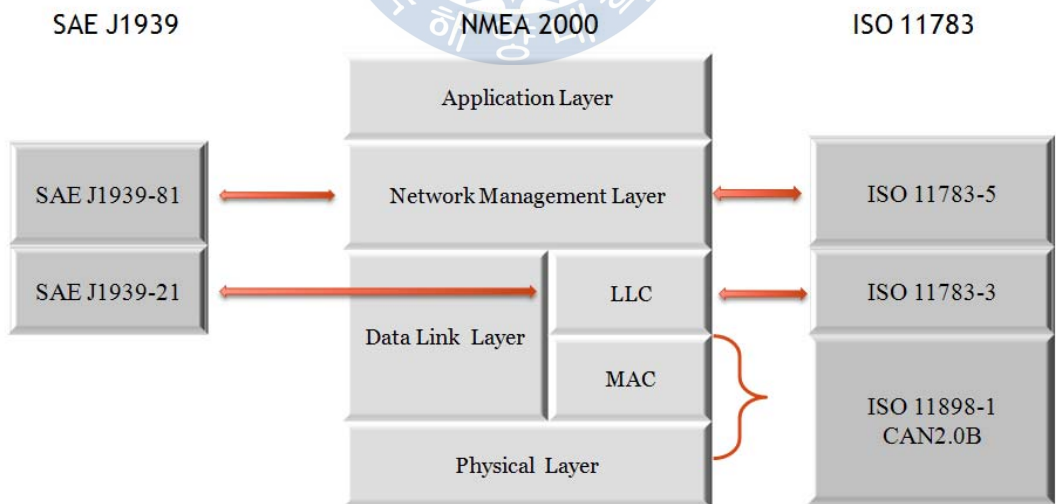 SAE J1939
NMEA 2000
ISO 11783
Application Layer
SAE J1939-81
Network Management Layer
ISO 11783-5
SAE J1939-21
Data Link Layer
LLC
ISO 11783-3
MAC
ISO 11898-1
CAN2.0B
Physical Layer